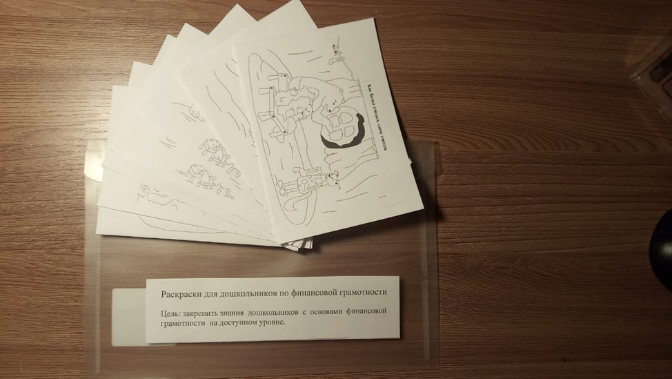 Раскраски для дошкольников по финансовой грамотности
Цель: закрепить знания дошкольников с основами финансовой
грамотности на доступном уровне.